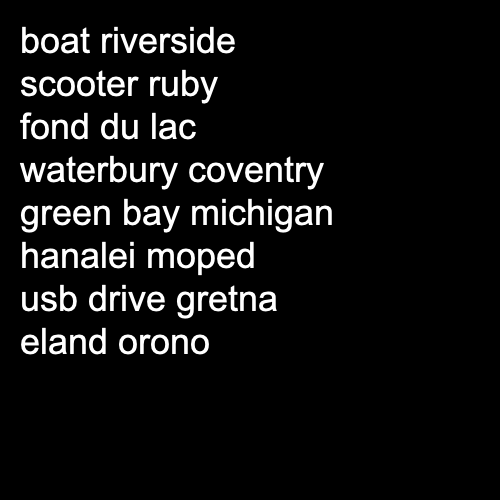 boat riverside
scooter ruby
fond du lac
waterbury coventry
green bay michigan
hanalei moped
usb drive gretna
eland orono